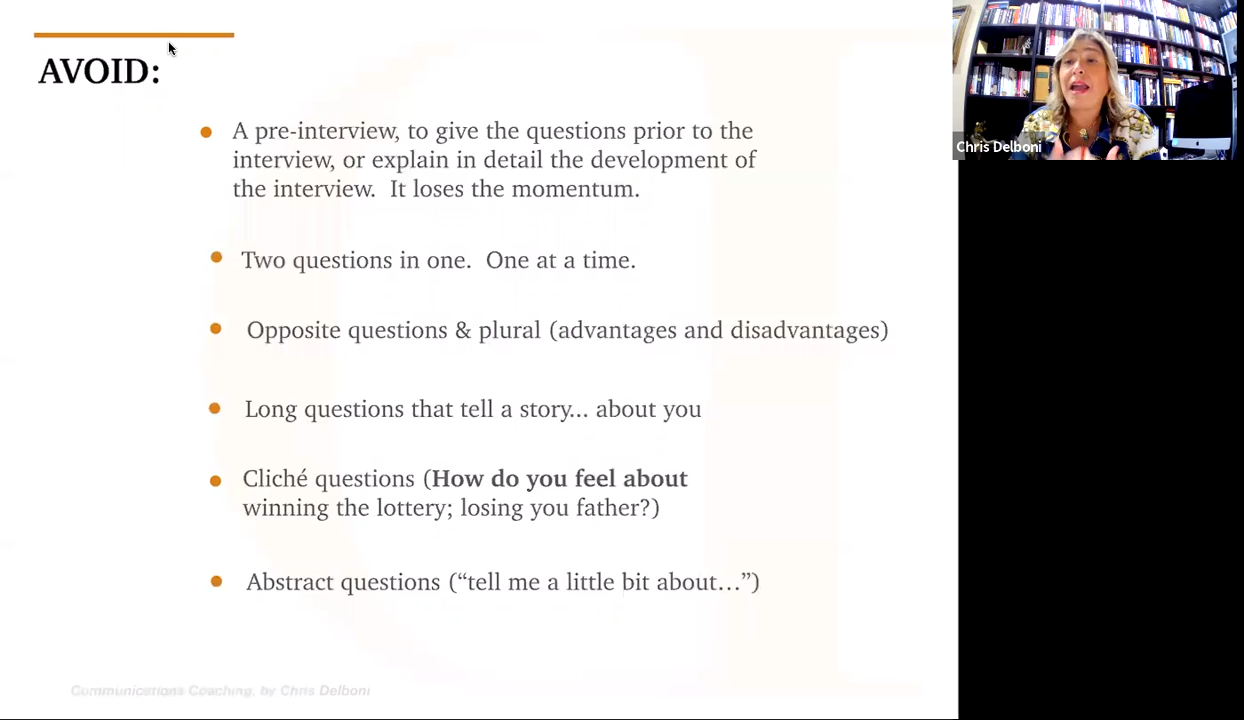 AVOID:
A pre-interview, to give the questions prior to the
interview, or explain in detail the development of
the interview.  It loses the momentum.
Two questions in one.  One at a time.
Opposite questions & plural (advantages and disadvantages)
Long questions that tell a story... about you
Cliché questions (How do you feel about
winning the lottery; losing you father?)
Abstract questions (“tell me a little bit about…”)
Communications Coaching, by Chris Delboni
Chris Delboni